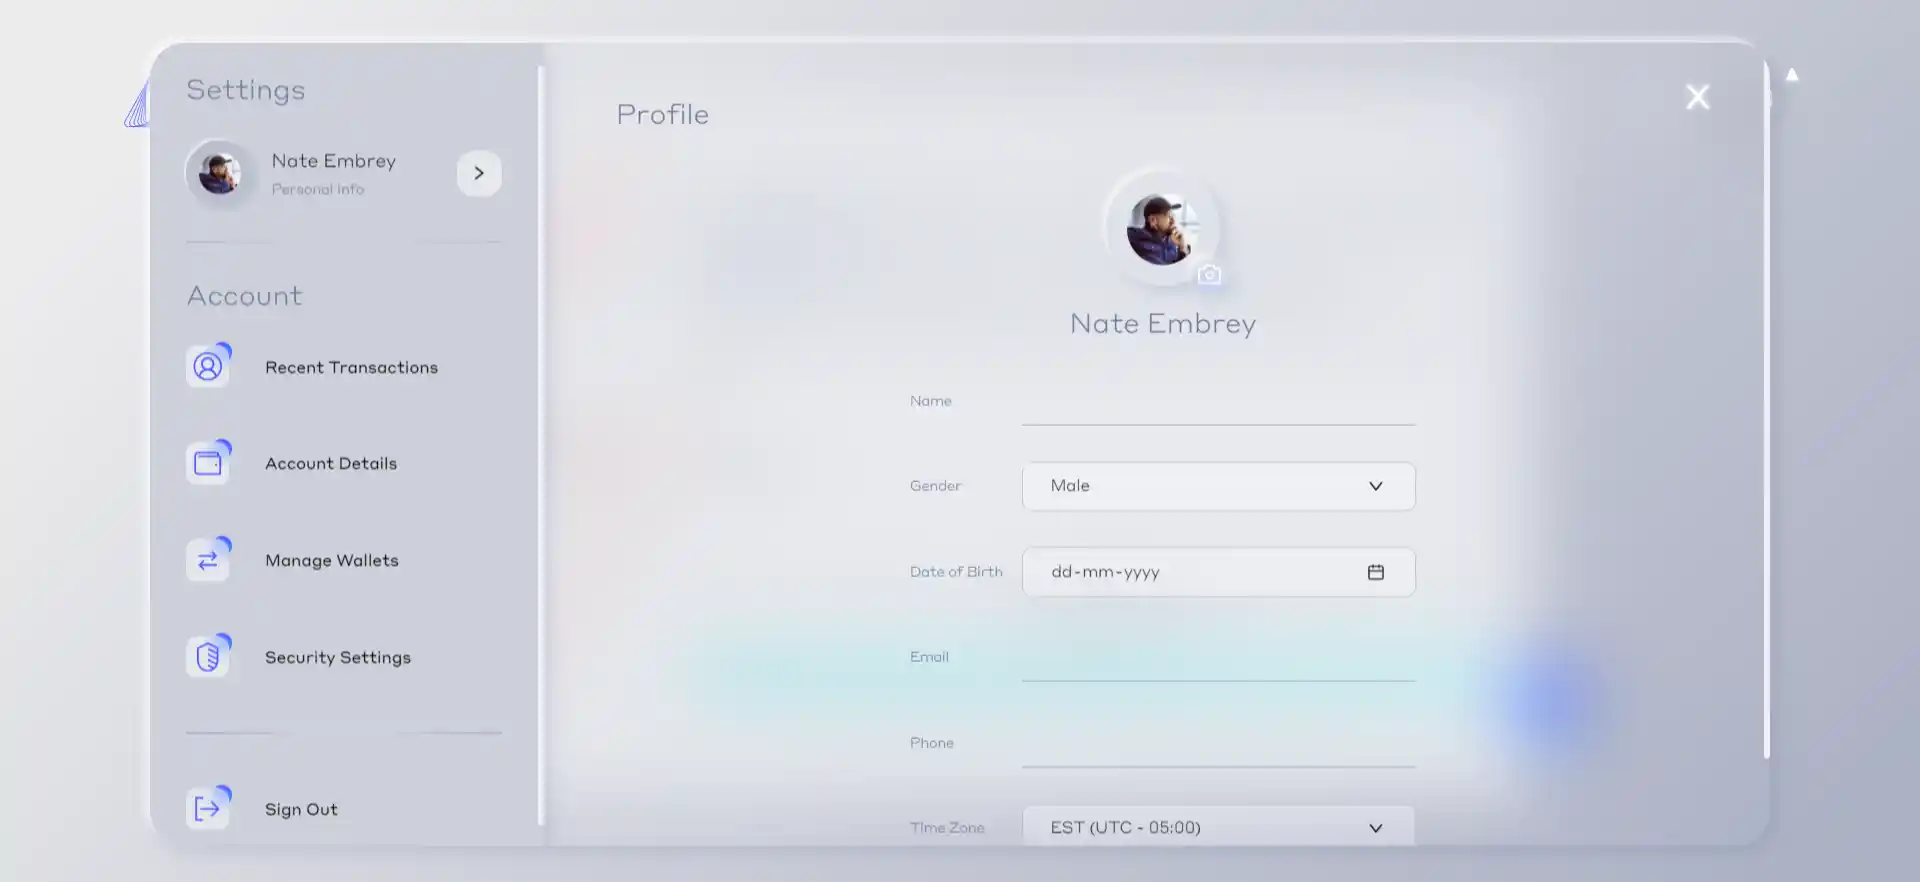 Settings
Nate Embrey
Personal Info
Account
Recent Transactions
Account Details
Manage Wallets
Security Settings
Sign Out
Profile
Nate Embrey
Name
Gender
Male
Date of Birth
dd-mm-yyyy
Email
Phone
Time Zone
EST (UTC - 05:00)